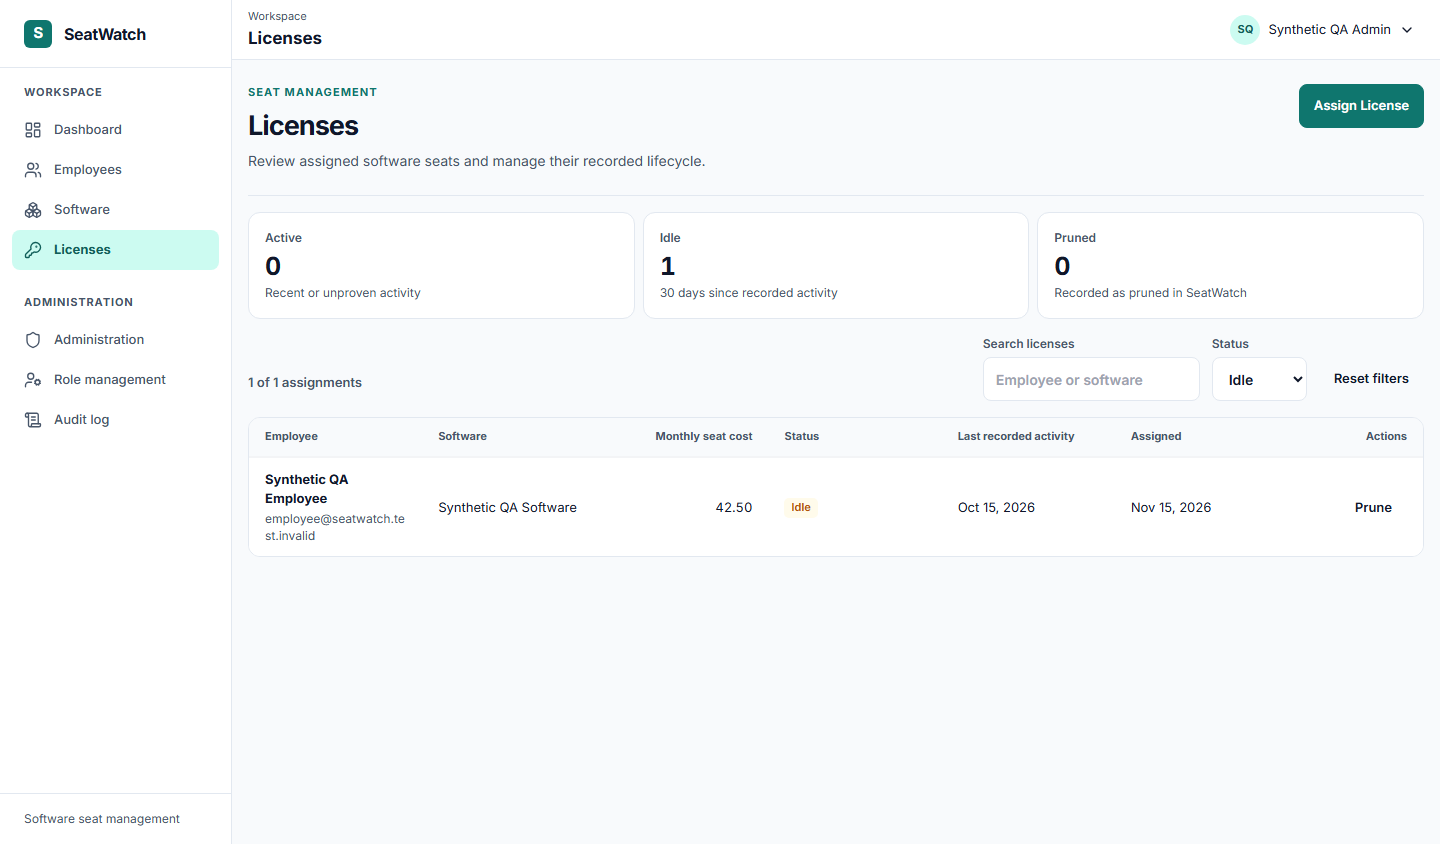 S
SeatWatch
WORKSPACE
Dashboard
Employees
Software
Licenses
ADMINISTRATION
Administration
Role management
Audit log
Software seat management
Workspace
Licenses
SQ
Synthetic QA Admin
SEAT MANAGEMENT
Licenses
Review assigned software seats and manage their recorded lifecycle.
Assign License
Active
0
Recent or unproven activity
Idle
1
30 days since recorded activity
Pruned
0
Recorded as pruned in SeatWatch
1 of 1 assignments
Search licenses
Employee or software
Status
Idle
Reset filters
Employee Software Monthly seat cost Status Last recorded activity Assigned Actions
Synthetic QA
Employee
employee@seatwatch.te
st.invalid
Synthetic QA Software 42.50 Idle Oct 15, 2026 Nov 15, 2026 Prune